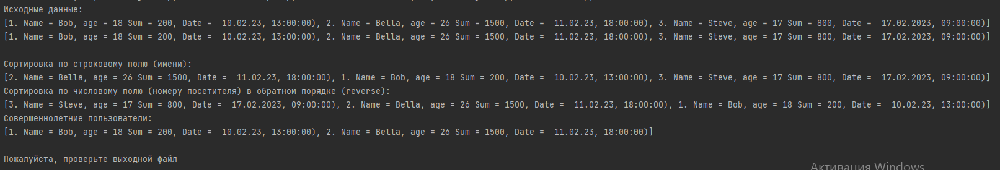 Исходные данные:
[1. Name = Bob, age = 18 Sum = 200, Date =  10.02.23, 13:00:00), 2. Name = Bella, age = 26 Sum = 1500, Date =  11.02.23, 18:00:00), 3. Name = Steve, age = 17 Sum = 800, Date =  17.02.2023, 09:00:00)]
[1. Name = Bob, age = 18 Sum = 200, Date =  10.02.23, 13:00:00), 2. Name = Bella, age = 26 Sum = 1500, Date =  11.02.23, 18:00:00), 3. Name = Steve, age = 17 Sum = 800, Date =  17.02.2023, 09:00:00)]
Сортировка по строковому полю (имени):
[2. Name = Bella, age = 26 Sum = 1500, Date =  11.02.23, 18:00:00), 1. Name = Bob, age = 18 Sum = 200, Date =  10.02.23, 13:00:00), 3. Name = Steve, age = 17 Sum = 800, Date =  17.02.2023, 09:00:00)]
Сортировка по числовому полю (номеру посетителя) в обратном порядке (reverse):
[3. Name = Steve, age = 17 Sum = 800, Date =  17.02.2023, 09:00:00), 2. Name = Bella, age = 26 Sum = 1500, Date =  11.02.23, 18:00:00), 1. Name = Bob, age = 18 Sum = 200, Date =  10.02.23, 13:00:00)]
Совершеннолетние пользователи:
[1. Name = Bob, age = 18 Sum = 200, Date =  10.02.23, 13:00:00), 2. Name = Bella, age = 26 Sum = 1500, Date =  11.02.23, 18:00:00)]
Пожалуйста, проверьте выходной файл
Активация Windows